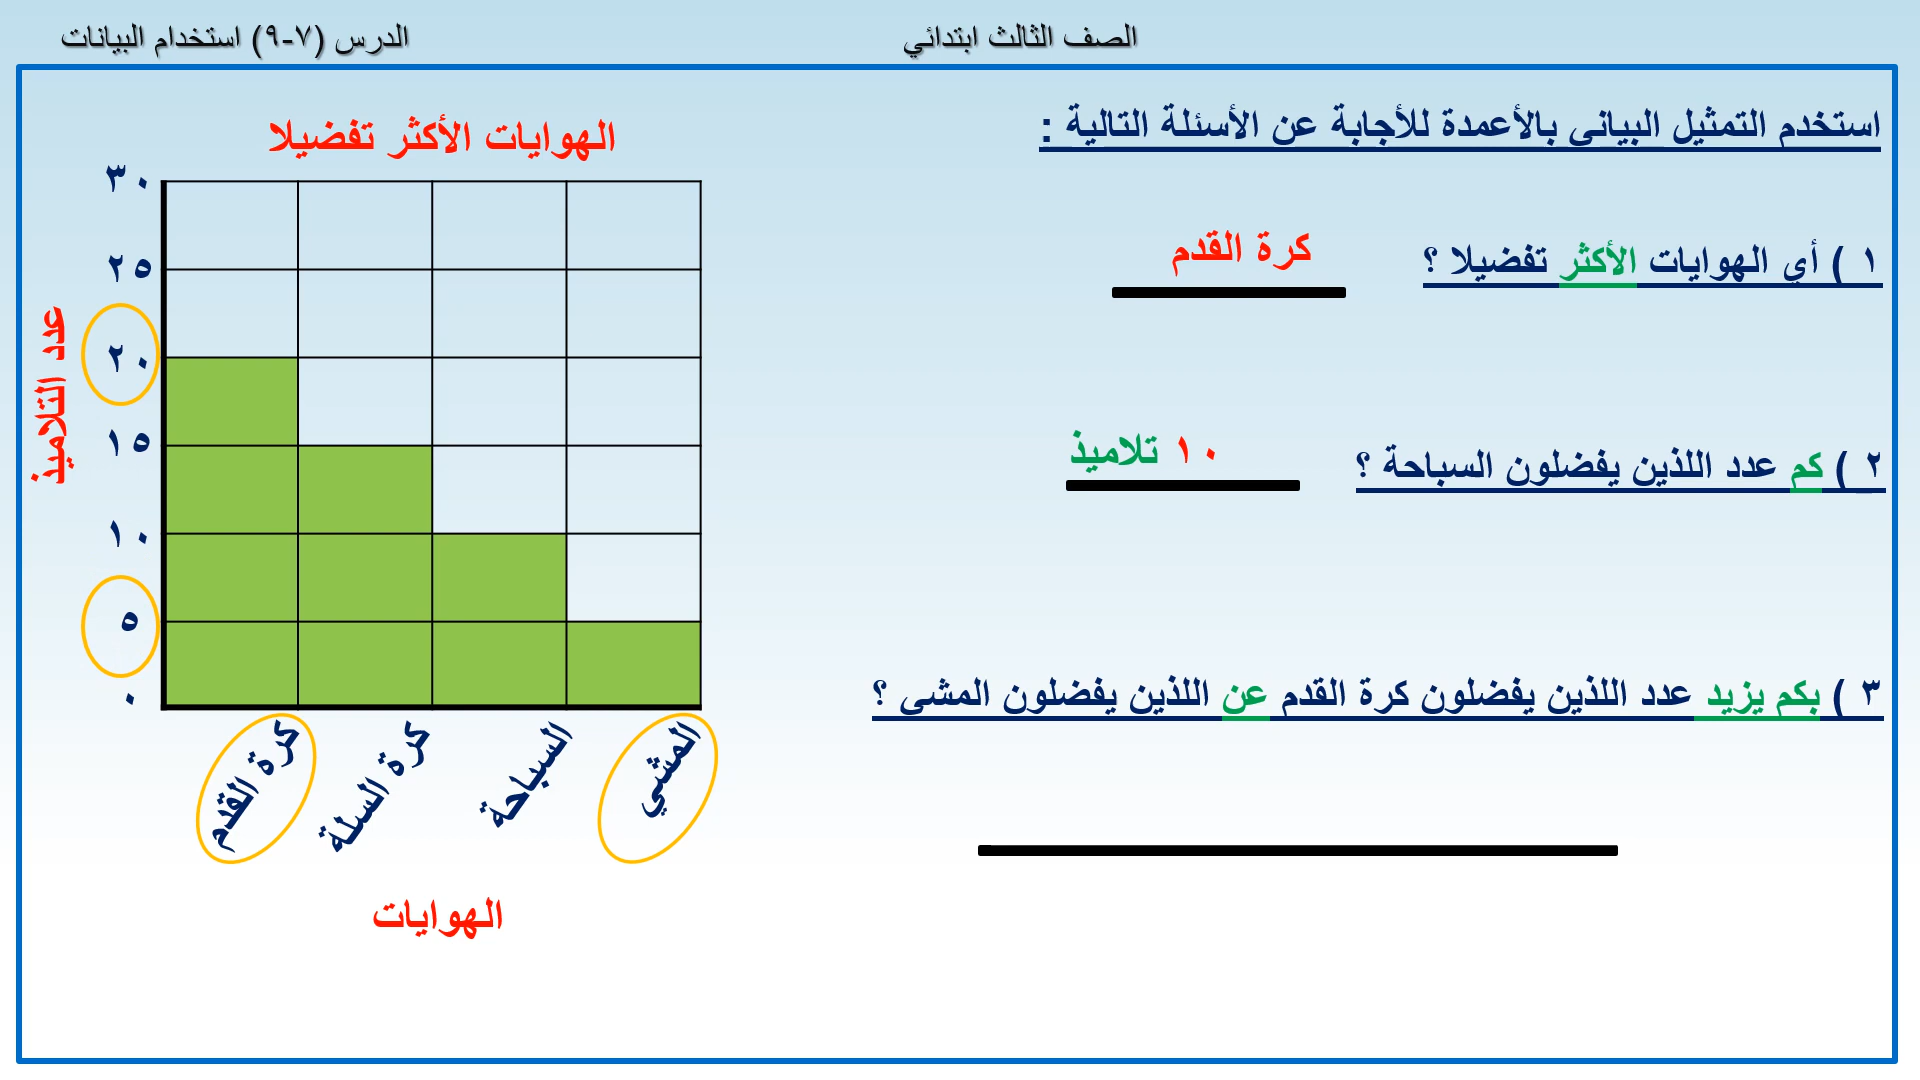 الصف الثالث ابتدائي
الدرس (٧-٩) استخدام البيانات
استخدم التمثيل البياني بالأعمدة للأجابة عن الأسئلة التالية :
١ ) أي الهوايات الأكثر تفضيلا ؟
كرة القدم
٢ ) كم عدد اللذين يفضلون السباحة ؟
١٠ تلاميذ
٣ ) بكم يزيد عدد اللذين يفضلون كرة القدم عن اللذين يفضلون المشي ؟
الهوايات الأكثر تفضيلا
عدد التلاميذ
٣٠
٢٥
٢٠
١٥
١٠
٥
٠
كرة القدم
كرة السلة
السباحة
المشي
الهوايات